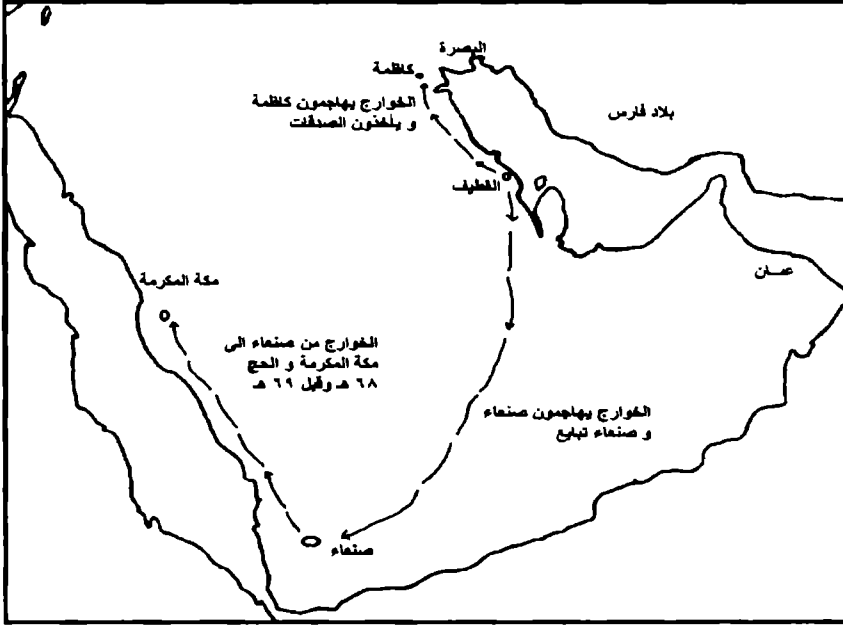 البصرة
كاظمة
الخوارج يهاجمون كاظمة
و يأخذون الصدقات
بلاد فارس
القطيف
عمان
مكة المكرمة
الخوارج من صنعاء الى
مكة المكرمة و الحج
٦٨ هـ وقيل ٦٩ هـ
الخوارج يهاجمون صنعاء
و صنعاء تبايع
صنعاء